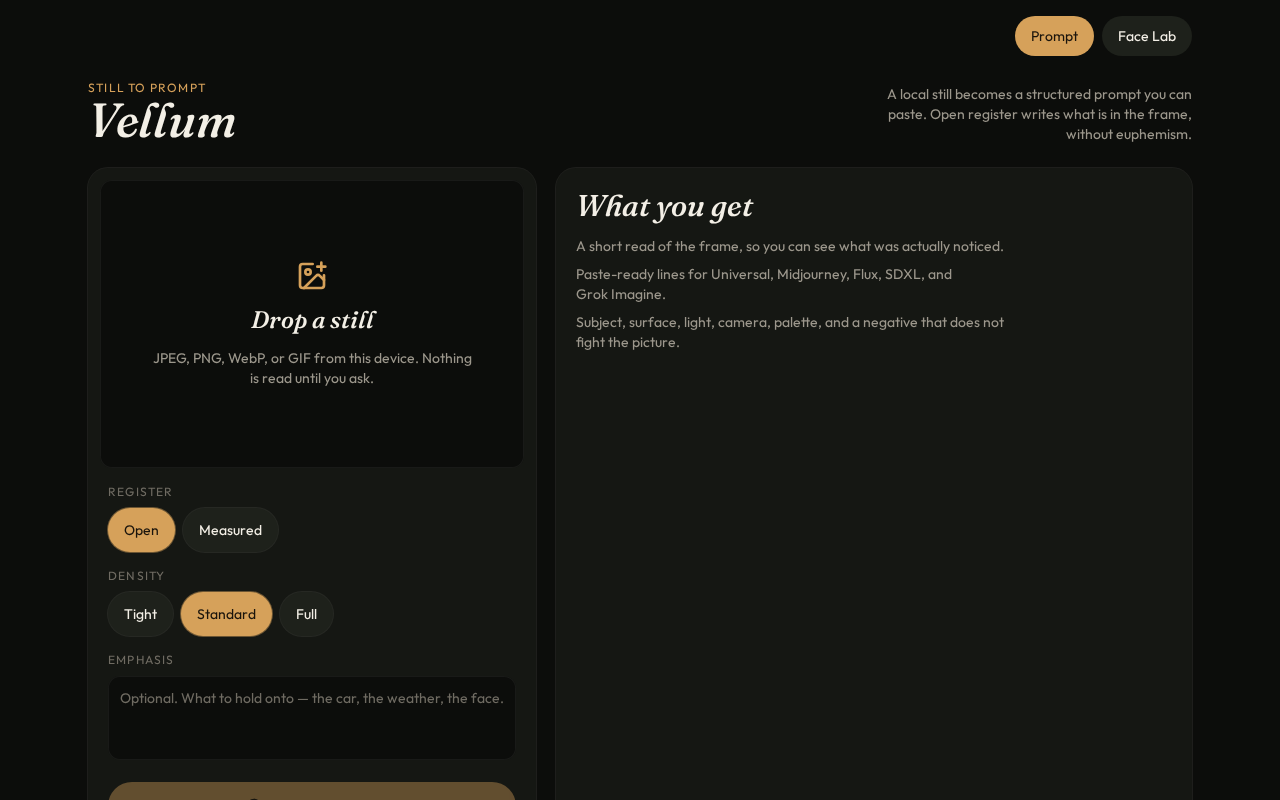 Prompt
Face Lab
STILL TO PROMPT
Vellum
A local still becomes a structured prompt you can
paste. Open register writes what is in the frame,
without euphemism.
Drop a still
JPEG, PNG, WebP, or GIF from this device. Nothing
is read until you ask.
REGISTER
Open
Measured
DENSITY
Tight
Standard
Full
EMPHASIS
Optional. What to hold onto — the car, the weather, the face.
What you get
A short read of the frame, so you can see what was actually noticed.
Paste-ready lines for Universal, Midjourney, Flux, SDXL, and
Grok Imagine.
Subject, surface, light, camera, palette, and a negative that does not
fight the picture.